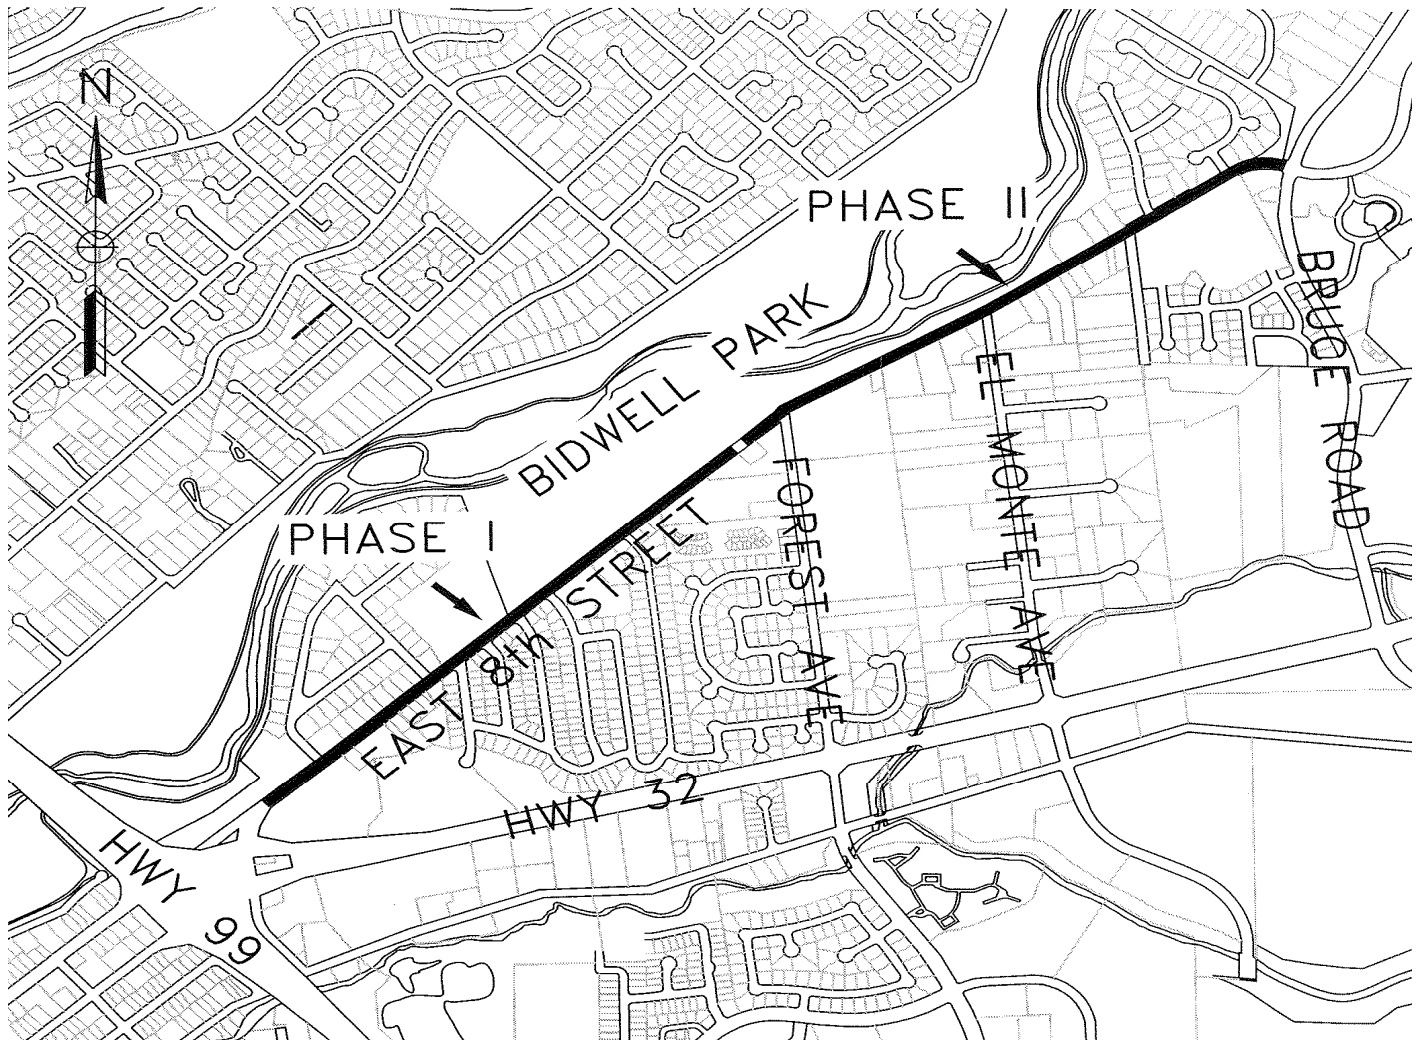 N
PHASE II
BIDWELL PARK
BRUCE ROAD
EL MONTE AVE
FOREST AVE
PHASE I
EAST 8th STREET
HWY 32
HWY 99